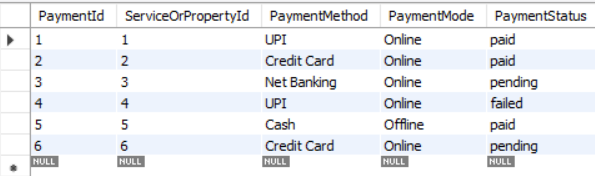 PaymentId ServiceOrPropertyId PaymentMethod PaymentMode PaymentStatus
1 1 UPI Online paid
2 2 Credit Card Online paid
3 3 Net Banking Online pending
4 4 UPI Online failed
5 5 Cash Offline paid
6 6 Credit Card Online pending
NULL NULL NULL NULL NULL